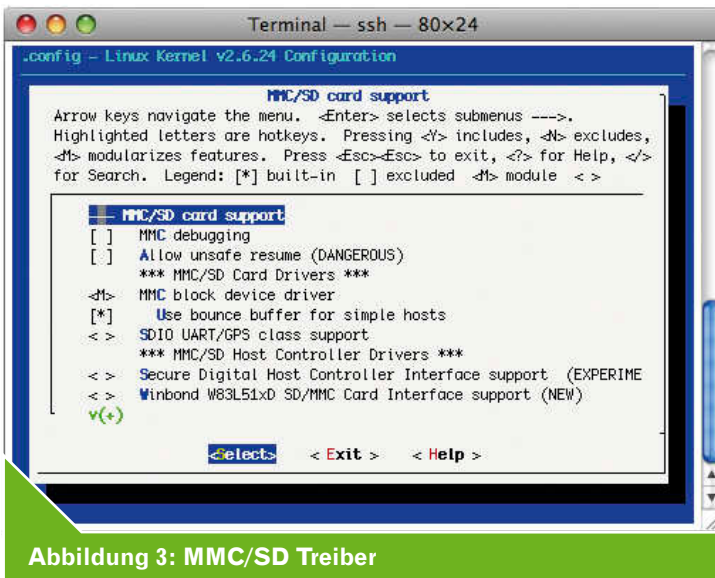 Terminal — ssh — 80×24
.config – Linux Kernel v2.6.24 Configuration
MMC/SD card support
Arrow keys navigate the menu. <Enter> selects submenus --->.
Highlighted letters are hotkeys. Pressing <Y> includes, <N> excludes,
<M> modularizes features. Press <Esc><Esc> to exit, <?> for Help, </>
for Search. Legend: [*] built-in [ ] excluded <M> module < >
--- MMC/SD card support
[ ] MMC debugging
[ ] Allow unsafe resume (DANGEROUS)
*** MMC/SD Card Drivers ***
<M> MMC block device driver
[*] Use bounce buffer for simple hosts
< > SDIO UART/GPS class support
*** MMC/SD Host Controller Drivers ***
< > Secure Digital Host Controller Interface support (EXPERIME
< > Winbond W83L51xD SD/MMC Card Interface support (NEW)
v(+)
<Select> < Exit > < Help >
Abbildung 3: MMC/SD Treiber